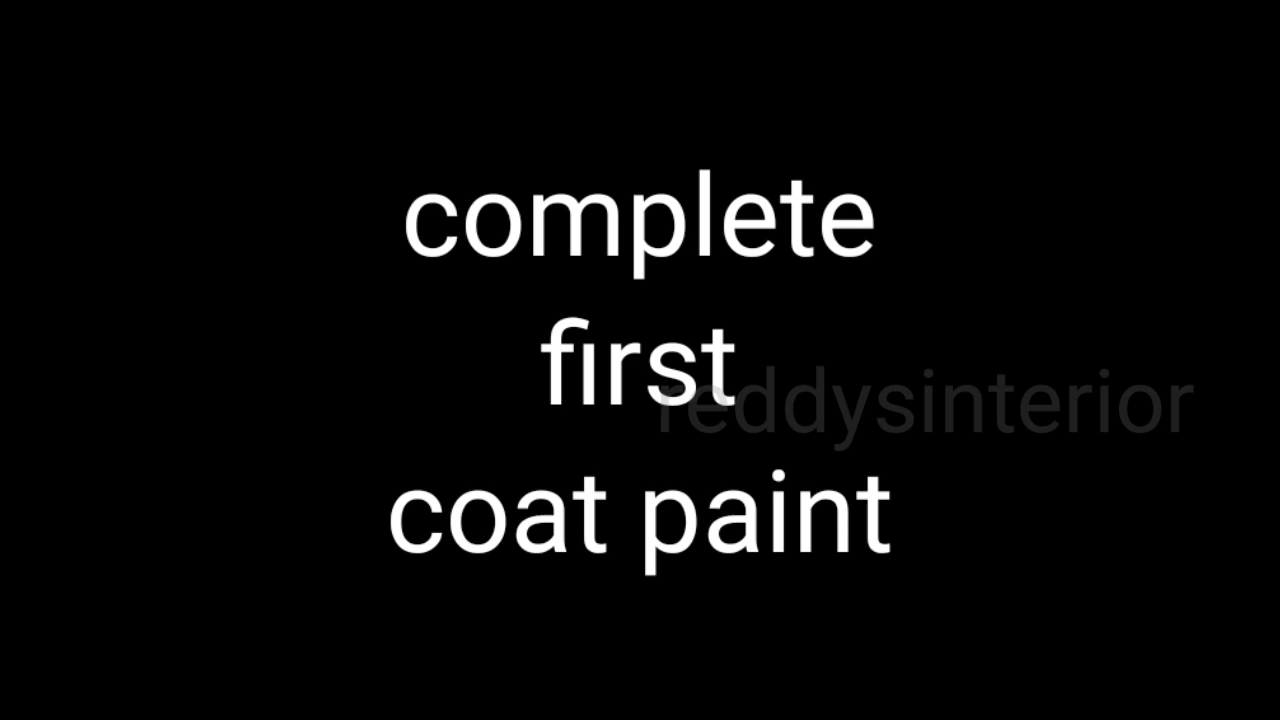 complete
first
reddysinterior
coat paint